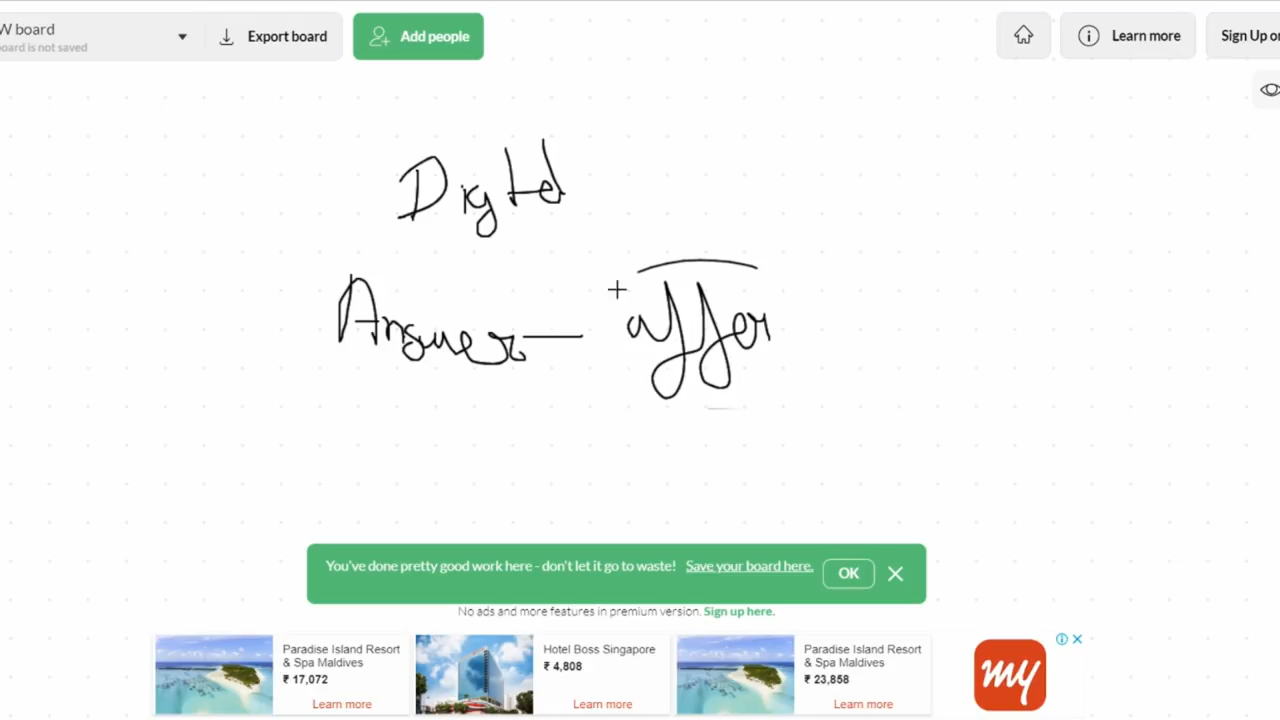 W board
board is not saved
Export board
Add people
Learn more
Sign Up or
Digtel
Answer — offer
You've done pretty good work here - don't let it go to waste! Save your board here. OK
No ads and more features in premium version. Sign up here.
Paradise Island Resort
& Spa Maldives
₹ 17,072
Learn more
Hotel Boss Singapore
₹ 4,808
Learn more
Paradise Island Resort
& Spa Maldives
₹ 23,858
Learn more
my